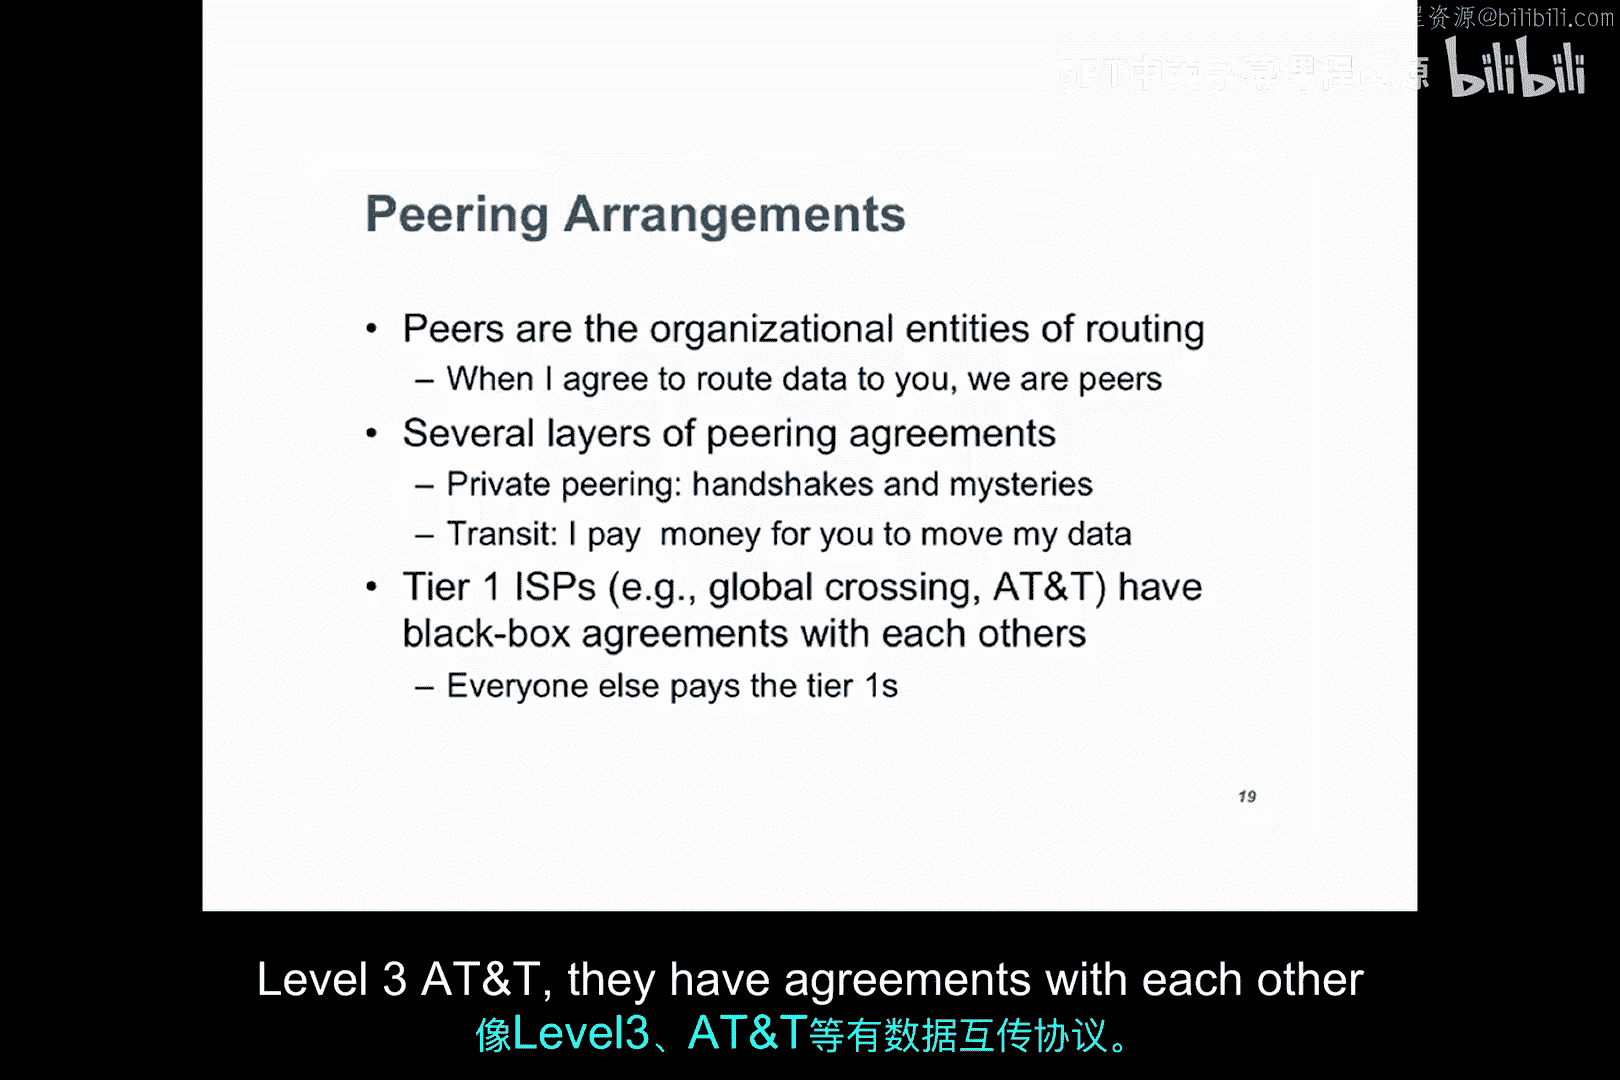 资源@bilibili.com
bilibili
Peering Arrangements
• Peers are the organizational entities of routing
– When I agree to route data to you, we are peers
• Several layers of peering agreements
– Private peering: handshakes and mysteries
– Transit: I pay money for you to move my data
• Tier 1 ISPs (e.g., global crossing, AT&T) have
black-box agreements with each others
– Everyone else pays the tier 1s
19
Level 3 AT&T, they have agreements with each other
像Level3、AT&T等有数据互传协议。